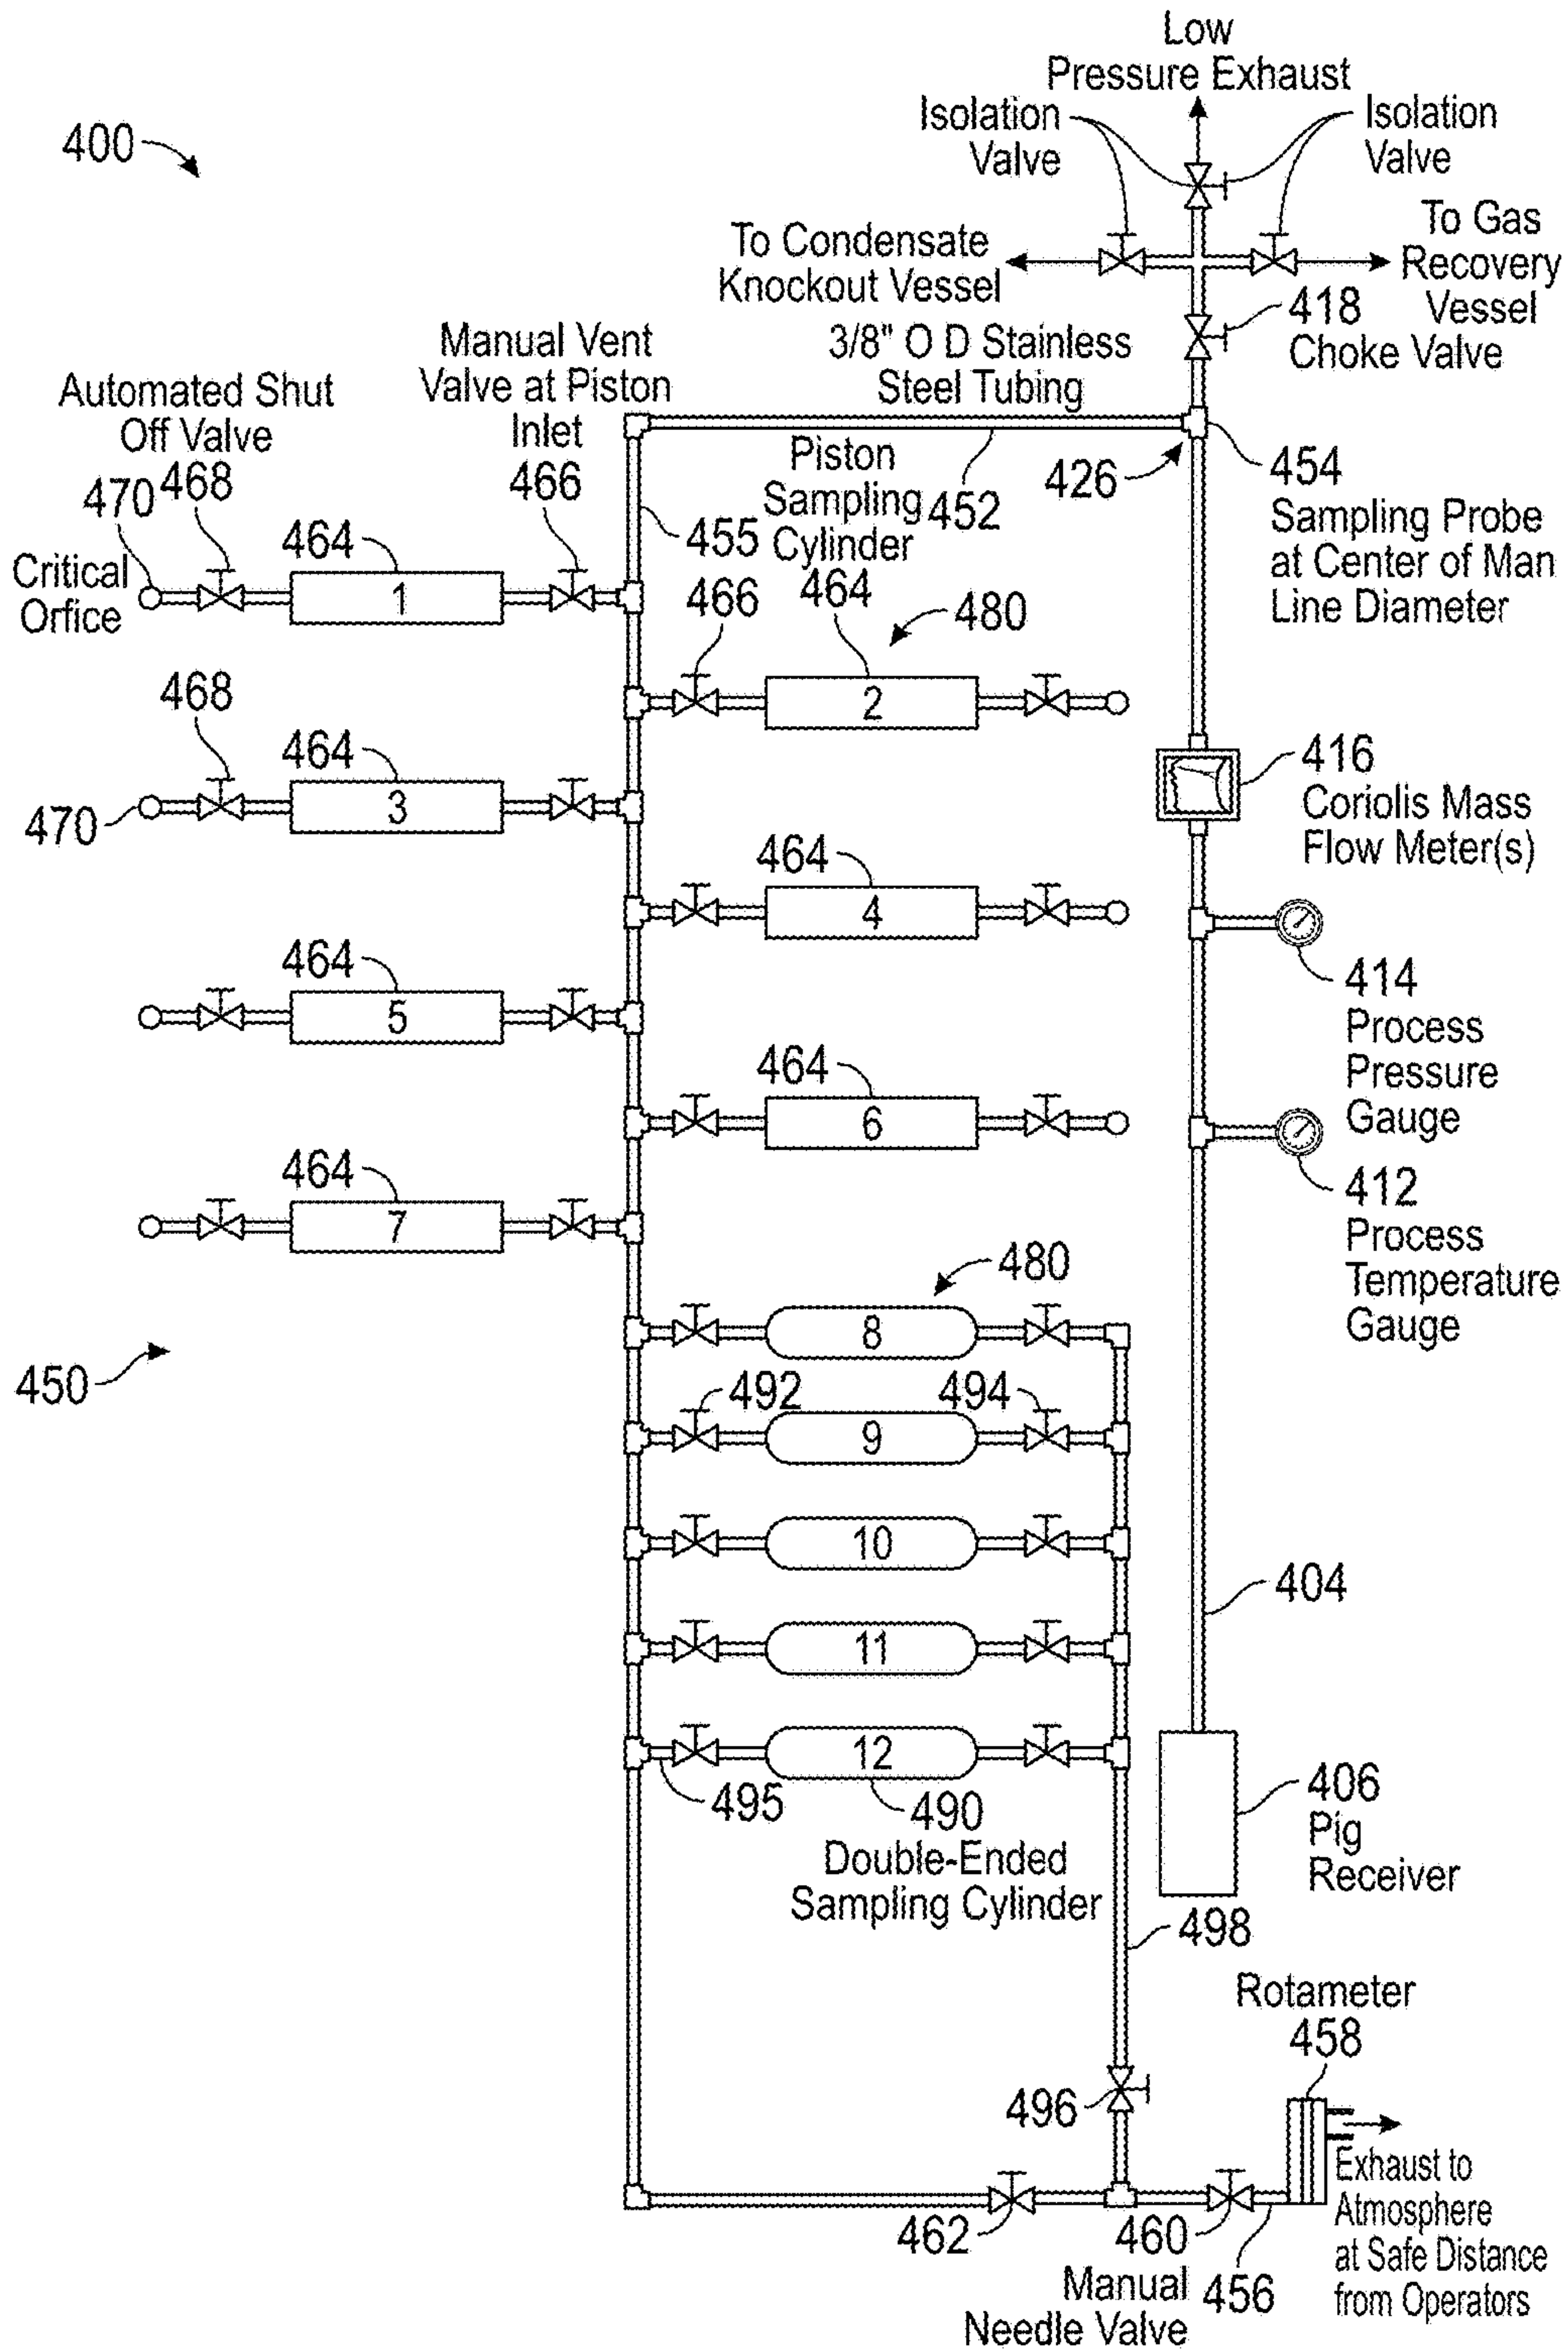 Low
Pressure Exhaust
Isolation
Valve
Isolation
Valve
400
To Condensate
Knockout Vessel
To Gas
Recovery
Vessel
418
Choke Valve
3/8" O D Stainless
Steel Tubing
Manual Vent
Valve at Piston
Inlet
466
Automated Shut
Off Valve
468
470
Critical
Orfice
464
1
455
Piston
Sampling
Cylinder
464
452
426
454
Sampling Probe
at Center of Man
Line Diameter
466
480
2
468
464
3
470
416
Coriolis Mass
Flow Meter(s)
464
4
414
Process
Pressure
Gauge
464
5
464
6
412
Process
Temperature
Gauge
464
7
480
8
450
492
494
9
10
404
11
12
495
490
Double-Ended
Sampling Cylinder
406
Pig
Receiver
498
Rotameter
458
496
Exhaust to
Atmosphere
at Safe Distance
from Operators
462
460
Manual
Needle Valve
456